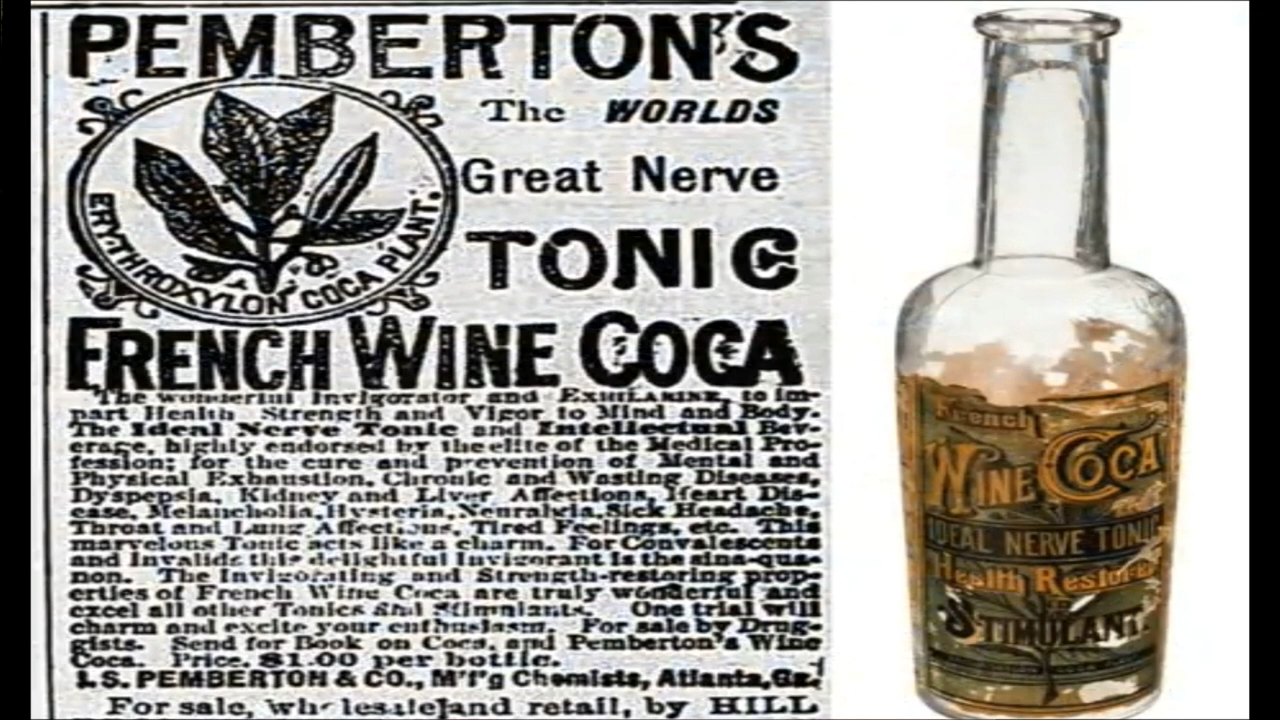 PEMBERTON'S
ERYTHROXYLON COCA PLANT.
The WORLDS
Great Nerve
TONIC
FRENCH WINE COCA
The wonderful Invigorator and EXHILARINE, to im-
part Health Strength and Vigor to Mind and Body.
The Ideal Nerve Tonic and Intellectual Bev-
erage, highly endorsed by the elite of the Medical Pro-
fession; for the cure and prevention of Mental and
Physical Exhaustion, Chronic and Wasting Diseases,
Dyspepsia, Kidney and Liver Affections, Heart Dis-
ease, Melancholia, Hysteria, Neuralgia, Sick Headache,
Throat and Lung Affections, Tired Feelings, etc. This
marvelous Tonic acts like a charm. For Convalescents
and Invalids this delightful Invigorant is the sina-qua-
non. The Invigorating and Strength-restoring prop-
erties of French Wine Coca are truly wonderful and
excel all other Tonics and Stimulants. One trial will
charm and excite your enthusiasm. For sale by Drug-
gists. Send for Book on Coca, and Pemberton's Wine
Coca. Price, $1.00 per bottle.
J. S. PEMBERTON & CO., M'f'g Chemists, Atlanta, Ga.
For sale, wholesale and retail, by HILL
French
WINE COCA
IDEAL NERVE TONIC
Health Restorer
STIMULANT